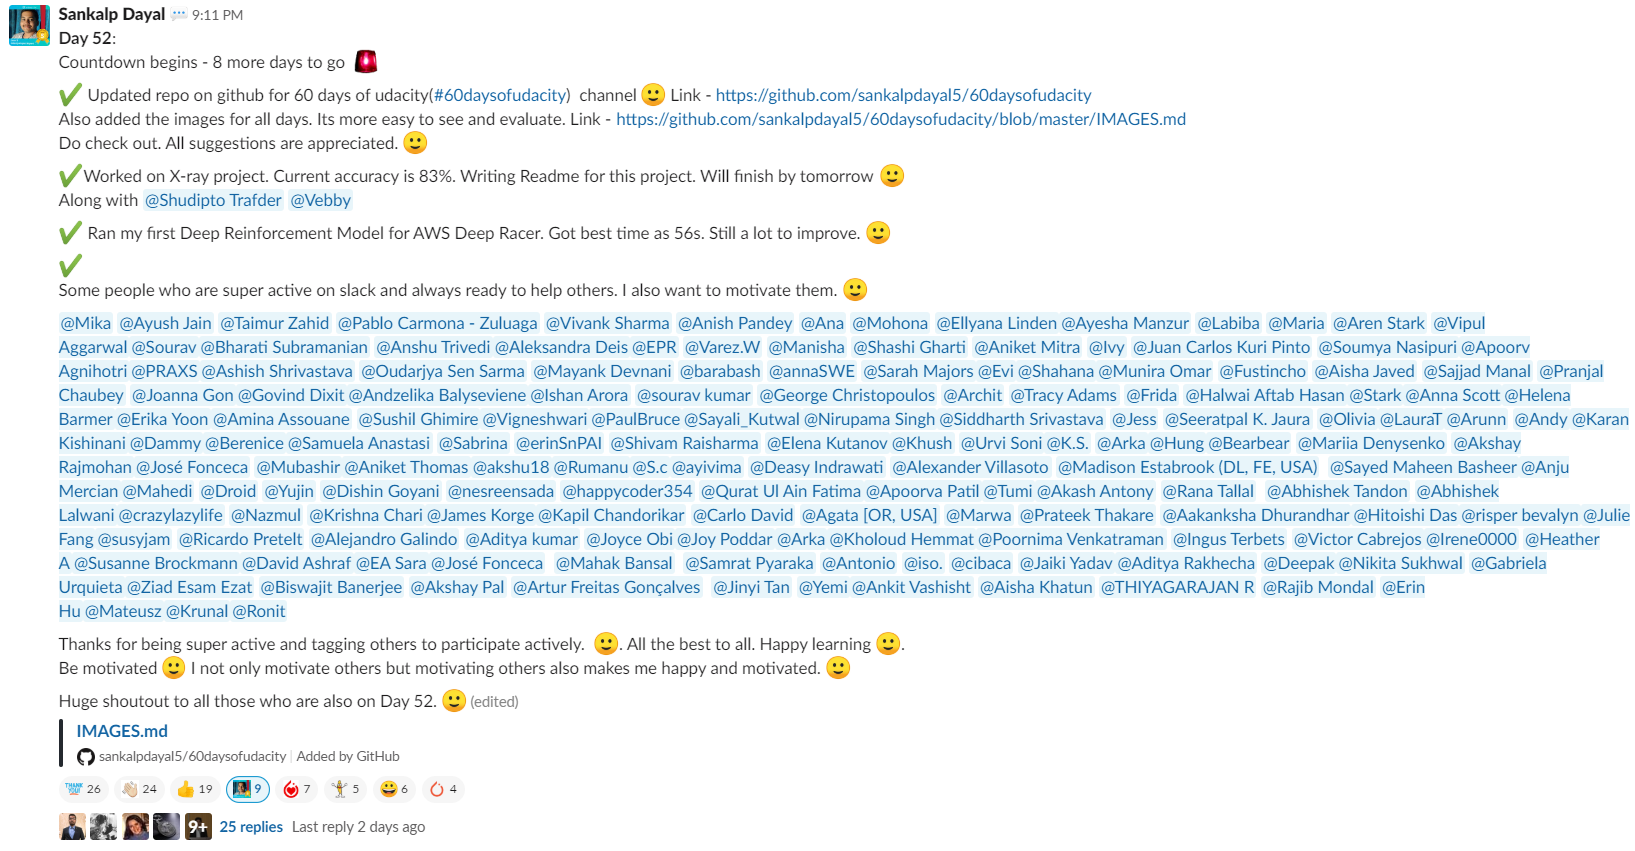 Sankalp Dayal 9:11 PM
Day 52:
Countdown begins - 8 more days to go
Updated repo on github for 60 days of udacity(#60daysofudacity) channel Link - https://github.com/sankalpdayal5/60daysofudacity
Also added the images for all days. Its more easy to see and evaluate. Link - https://github.com/sankalpdayal5/60daysofudacity/blob/master/IMAGES.md
Do check out. All suggestions are appreciated.
Worked on X-ray project. Current accuracy is 83%. Writing Readme for this project. Will finish by tomorrow
Along with @Shudipto Trafder @Vebby
Ran my first Deep Reinforcement Model for AWS Deep Racer. Got best time as 56s. Still a lot to improve.
Some people who are super active on slack and always ready to help others. I also want to motivate them.
@Mika @Ayush Jain @Taimur Zahid @Pablo Carmona - Zuluaga @Vivank Sharma @Anish Pandey @Ana @Mohona @Ellyana Linden @Ayesha Manzur @Labiba @Maria @Aren Stark @Vipul
Aggarwal @Sourav @Bharati Subramanian @Anshu Trivedi @Aleksandra Deis @EPR @Varez.W @Manisha @Shashi Gharti @Aniket Mitra @Ivy @Juan Carlos Kuri Pinto @Soumya Nasipuri @Apoorv
Agnihotri @PRAXS @Ashish Shrivastava @Oudarjya Sen Sarma @Mayank Devnani @barabash @annaSWE @Sarah Majors @Evi @Shahana @Munira Omar @Fustincho @Aisha Javed @Sajjad Manal @Pranjal
Chaubey @Joanna Gon @Govind Dixit @Andzelika Balyseviene @Ishan Arora @sourav kumar @George Christopoulos @Archit @Tracy Adams @Frida @Halwai Aftab Hasan @Stark @Anna Scott @Helena
Barmer @Erika Yoon @Amina Assouane @Sushil Ghimire @Vigneshwari @PaulBruce @Sayali_Kutwal @Nirupama Singh @Siddharth Srivastava @Jess @Seeratpal K. Jaura @Olivia @LauraT @Arunn @Andy @Karan
Kishinani @Dammy @Berenice @Samuela Anastasi @Sabrina @erinSnPAI @Shivam Raisharma @Elena Kutanov @Khush @Urvi Soni @K.S. @Arka @Hung @Bearbear @Mariia Denysenko @Akshay
Rajmohan @José Fonceca @Mubashir @Aniket Thomas @akshu18 @Rumanu @S.c @ayivima @Deasy Indrawati @Alexander Villasoto @Madison Estabrook (DL, FE, USA) @Sayed Maheen Basheer @Anju
Mercian @Mahedi @Droid @Yujin @Dishin Goyani @nesreensada @happycoder354 @Qurat Ul Ain Fatima @Apoorva Patil @Tumi @Akash Antony @Rana Tallal @Abhishek Tandon @Abhishek
Lalwani @crazylazylife @Nazmul @Krishna Chari @James Korge @Kapil Chandorikar @Carlo David @Agata [OR, USA] @Marwa @Prateek Thakare @Aakanksha Dhurandhar @Hitoishi Das @risper bevalyn @Julie
Fang @susyjam @Ricardo Pretelt @Alejandro Galindo @Aditya kumar @Joyce Obi @Joy Poddar @Arka @Kholoud Hemmat @Poornima Venkatraman @Ingus Terbets @Victor Cabrejos @Irene0000 @Heather
A @Susanne Brockmann @David Ashraf @EA Sara @José Fonceca @Mahak Bansal @Samrat Pyaraka @Antonio @iso. @cibaca @Jaiki Yadav @Aditya Rakhecha @Deepak @Nikita Sukhwal @Gabriela
Urquieta @Ziad Esam Ezat @Biswajit Banerjee @Akshay Pal @Artur Freitas Gonçalves @Jinyi Tan @Yemi @Ankit Vashisht @Aisha Khatun @THIYAGARAJAN R @Rajib Mondal @Erin
Hu @Mateusz @Krunal @Ronit
Thanks for being super active and tagging others to participate actively. . All the best to all. Happy learning .
Be motivated I not only motivate others but motivating others also makes me happy and motivated.
Huge shoutout to all those who are also on Day 52. (edited)
IMAGES.md
sankalpdayal5/60daysofudacity | Added by GitHub
THANK YOU! 26 24 19 9 7 5 6 4
9+ 25 replies Last reply 2 days ago